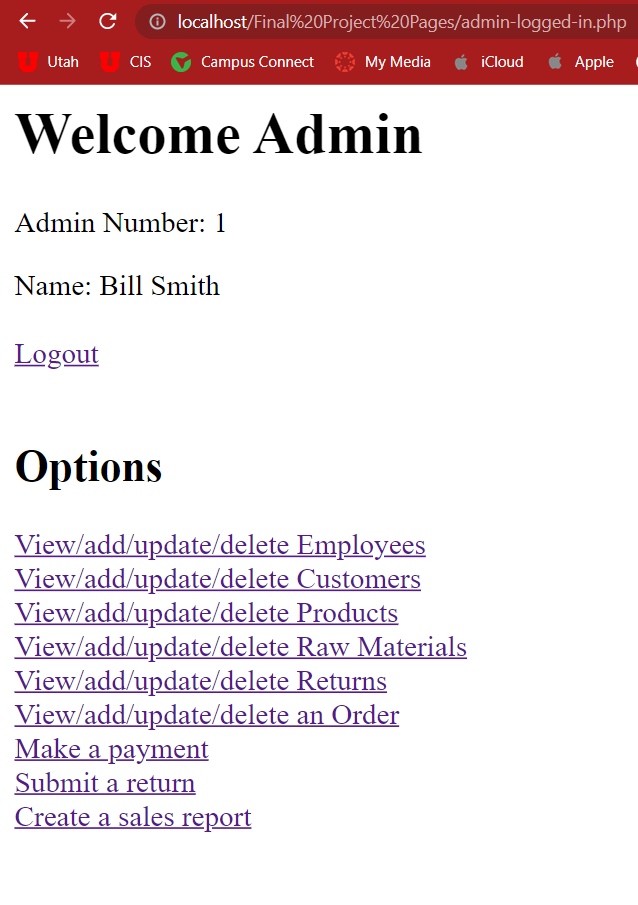 localhost/Final%20Project%20Pages/admin-logged-in.php
Utah CIS Campus Connect My Media iCloud Apple
Welcome Admin
Admin Number: 1
Name: Bill Smith
Logout
Options
View/add/update/delete Employees
View/add/update/delete Customers
View/add/update/delete Products
View/add/update/delete Raw Materials
View/add/update/delete Returns
View/add/update/delete an Order
Make a payment
Submit a return
Create a sales report